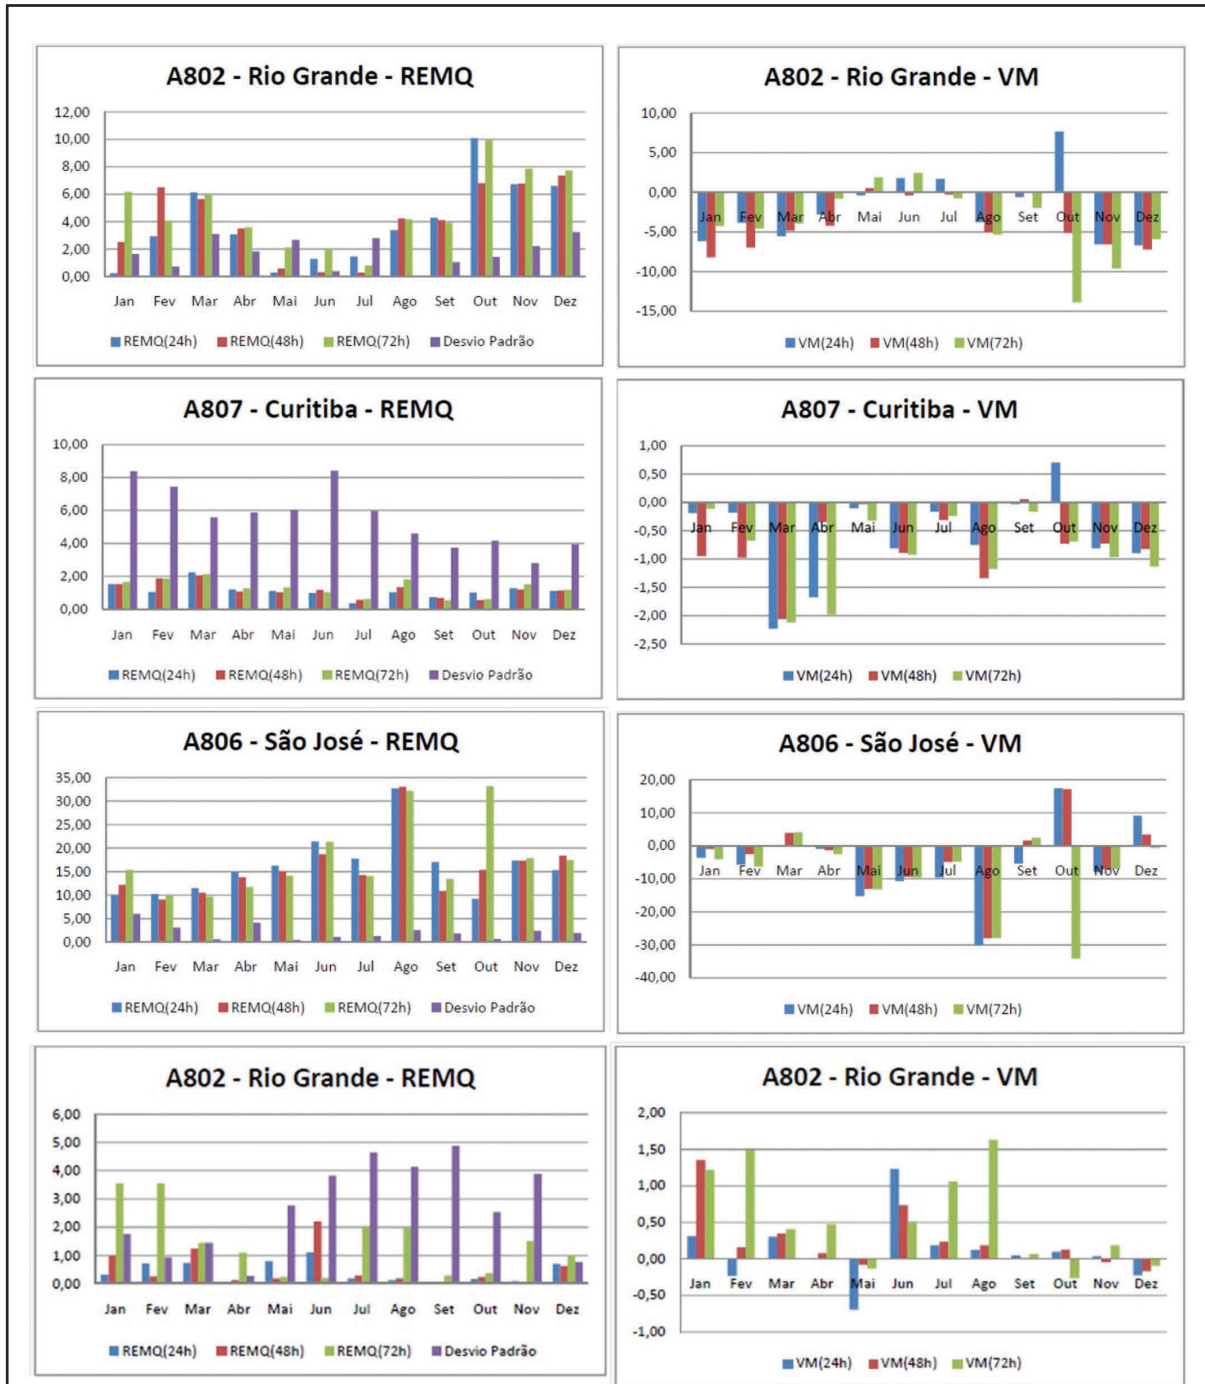 A802 - Rio Grande - REMQ
12,00
10,00
8,00
6,00
4,00
2,00
0,00
Jan Fev Mar Abr Mai Jun Jul Ago Set Out Nov Dez
REMQ(24h) REMQ(48h) REMQ(72h) Desvio Padrão
A802 - Rio Grande - VM
10,00
5,00
0,00
-5,00
-10,00
-15,00
Jan Fev Mar Abr Mai Jun Jul Ago Set Out Nov Dez
VM(24h) VM(48h) VM(72h)
A807 - Curitiba - REMQ
10,00
8,00
6,00
4,00
2,00
0,00
Jan Fev Mar Abr Mai Jun Jul Ago Set Out Nov Dez
REMQ(24h) REMQ(48h) REMQ(72h) Desvio Padrão
A807 - Curitiba - VM
1,00
0,50
0,00
-0,50
-1,00
-1,50
-2,00
-2,50
Jan Fev Mar Abr Mai Jun Jul Ago Set Out Nov Dez
VM(24h) VM(48h) VM(72h)
A806 - São José - REMQ
35,00
30,00
25,00
20,00
15,00
10,00
5,00
0,00
Jan Fev Mar Abr Mai Jun Jul Ago Set Out Nov Dez
REMQ(24h) REMQ(48h) REMQ(72h) Desvio Padrão
A806 - São José - VM
20,00
10,00
0,00
-10,00
-20,00
-30,00
-40,00
Jan Fev Mar Abr Mai Jun Jul Ago Set Out Nov Dez
VM(24h) VM(48h) VM(72h)
A802 - Rio Grande - REMQ
6,00
5,00
4,00
3,00
2,00
1,00
0,00
Jan Fev Mar Abr Mai Jun Jul Ago Set Out Nov Dez
REMQ(24h) REMQ(48h) REMQ(72h) Desvio Padrão
A802 - Rio Grande - VM
2,00
1,50
1,00
0,50
0,00
-0,50
-1,00
Jan Fev Mar Abr Mai Jun Jul Ago Set Out Nov Dez
VM(24h) VM(48h) VM(72h)